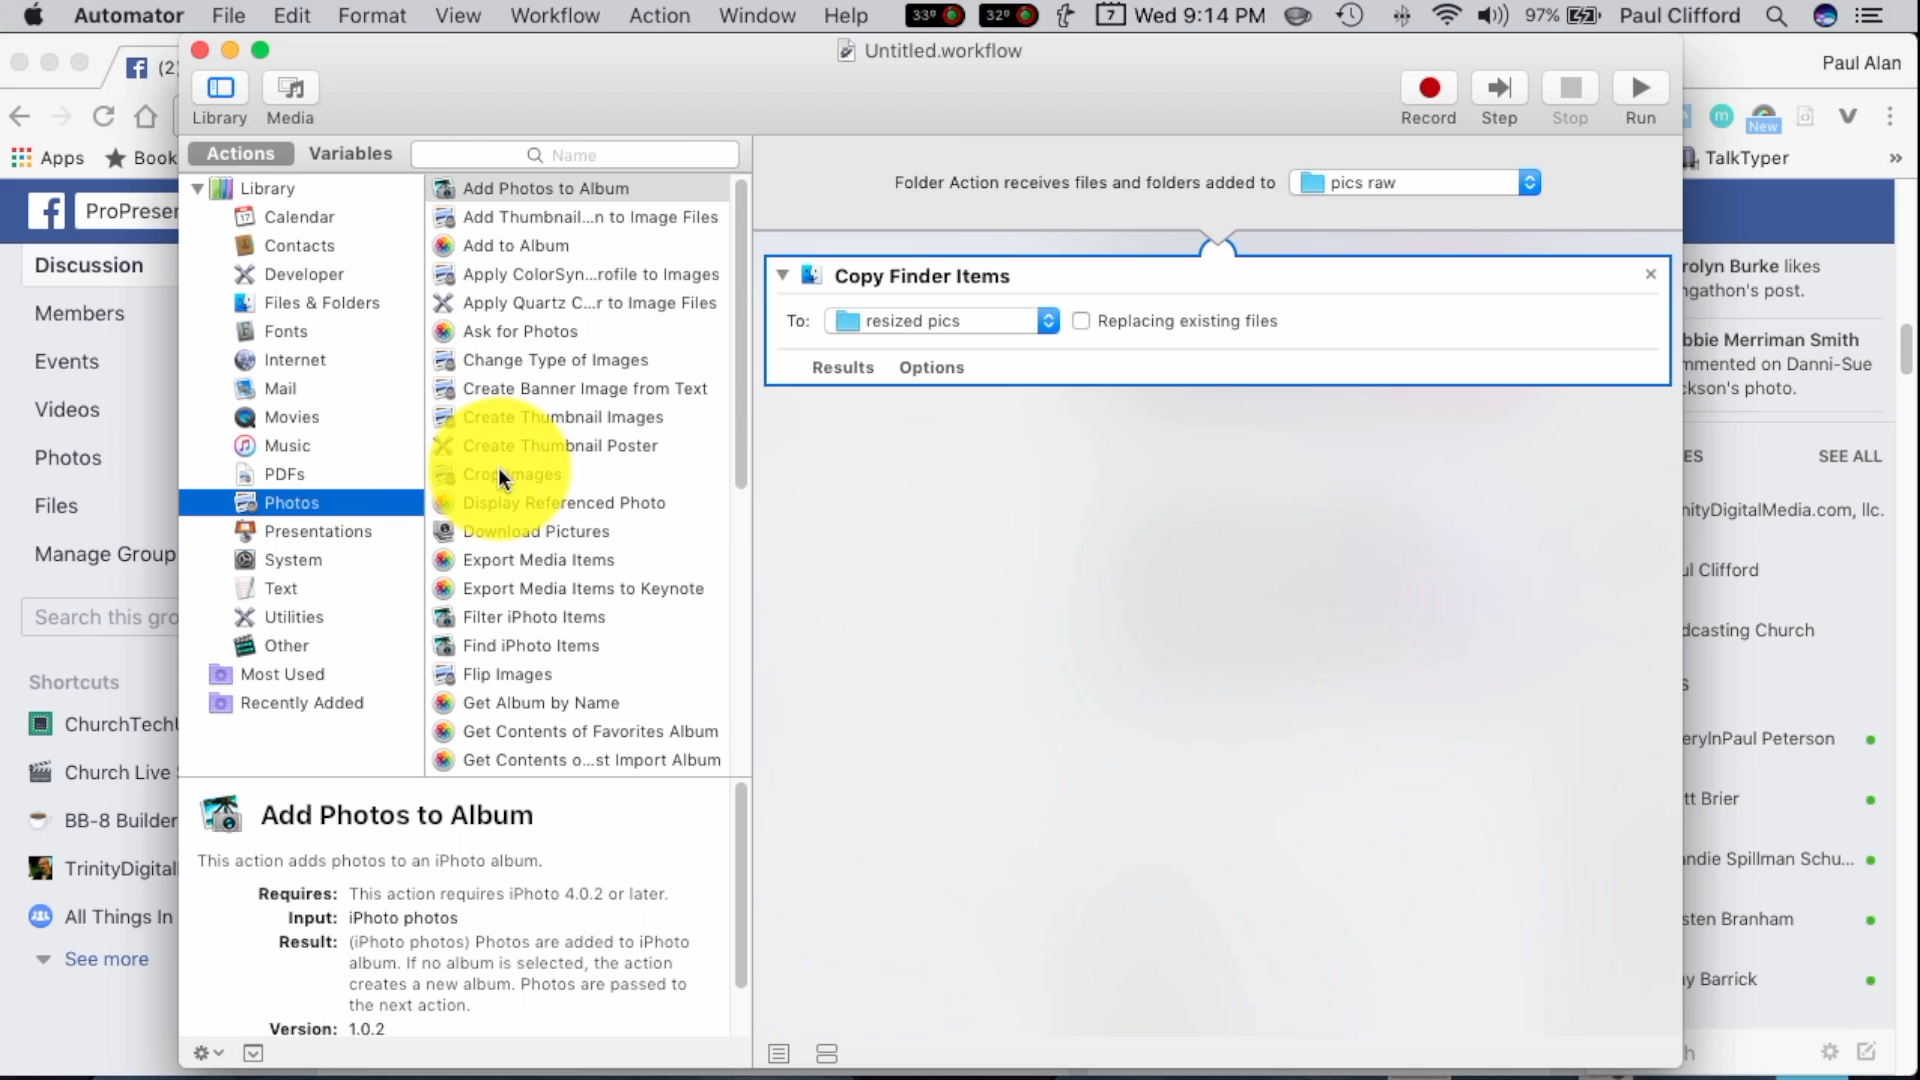 Automator File Edit Format View Workflow Action Window Help 33º 32º 7 Wed 9:14 PM 97% Paul Clifford
Untitled.workflow
(2)
Paul Alan
Library Media
Record Step Stop Run
New
Apps Book
TalkTyper
Actions Variables Name
Folder Action receives files and folders added to pics raw
ProPresen
Discussion
Members
Events
Videos
Photos
Files
Manage Group
Search this gro
Shortcuts
ChurchTechU
Church Live S
BB-8 Builder
TrinityDigital
All Things In
See more
Library
Calendar
Contacts
Developer
Files & Folders
Fonts
Internet
Mail
Movies
Music
PDFs
Photos
Presentations
System
Text
Utilities
Other
Most Used
Recently Added
Add Photos to Album
Add Thumbnail...n to Image Files
Add to Album
Apply ColorSyn...rofile to Images
Apply Quartz C...r to Image Files
Ask for Photos
Change Type of Images
Create Banner Image from Text
Create Thumbnail Images
Create Thumbnail Poster
Crop Images
Display Referenced Photo
Download Pictures
Export Media Items
Export Media Items to Keynote
Filter iPhoto Items
Find iPhoto Items
Flip Images
Get Album by Name
Get Contents of Favorites Album
Get Contents o...st Import Album
Copy Finder Items
To: resized pics Replacing existing files
Results Options
Add Photos to Album
This action adds photos to an iPhoto album.
Requires: This action requires iPhoto 4.0.2 or later.
Input: iPhoto photos
Result: (iPhoto photos) Photos are added to iPhoto
album. If no album is selected, the action
creates a new album. Photos are passed to
the next action.
Version: 1.0.2
rolyn Burke likes
ngathon's post.
bbie Merriman Smith
mmented on Danni-Sue
ckson's photo.
ES SEE ALL
nityDigitalMedia.com, llc.
ul Clifford
dcasting Church
S
erylnPaul Peterson
tt Brier
andie Spillman Schu...
sten Branham
ny Barrick
h